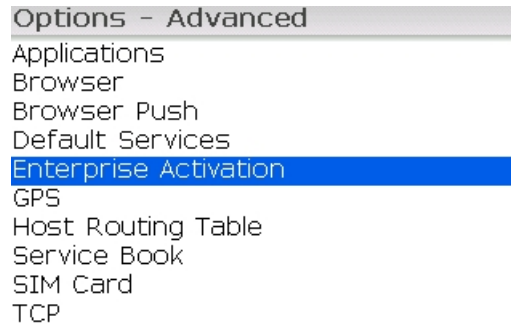 Options - Advanced
Applications
Browser
Browser Push
Default Services
Enterprise Activation
GPS
Host Routing Table
Service Book
SIM Card
TCP